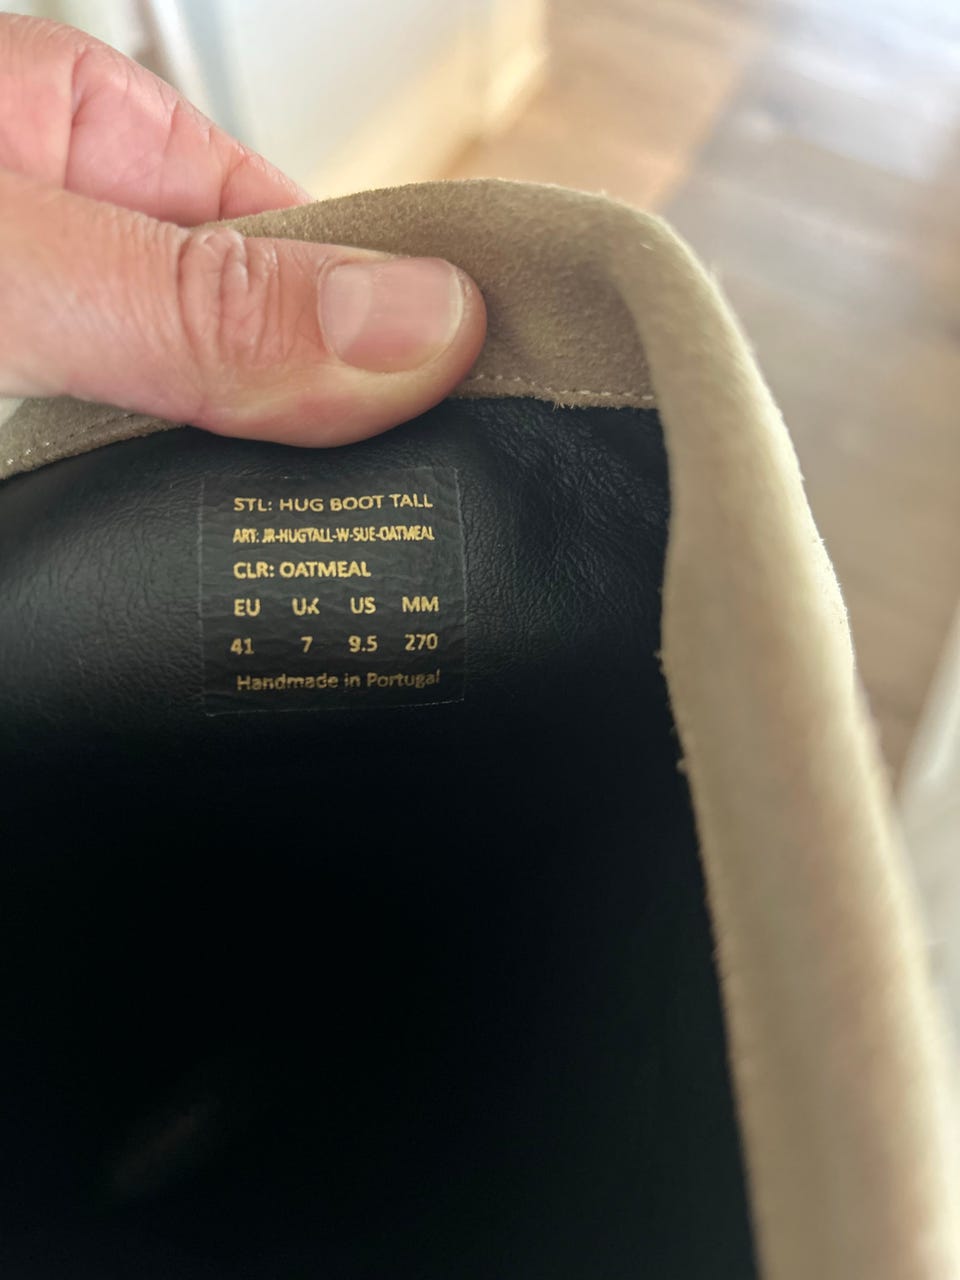 STL: HUG BOOT TALL
ART: JR-HUGTALL-W-SUE-OATMEAL
CLR: OATMEAL
EU UK US MM
41 7 9.5 270
Handmade in Portugal